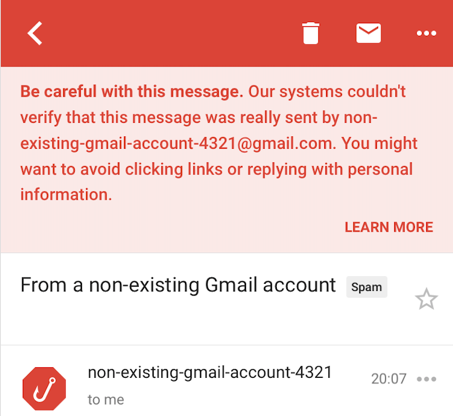 Be careful with this message. Our systems couldn't
verify that this message was really sent by non-
existing-gmail-account-4321@gmail.com. You might
want to avoid clicking links or replying with personal
information.
LEARN MORE
From a non-existing Gmail account Spam
non-existing-gmail-account-4321 20:07
to me